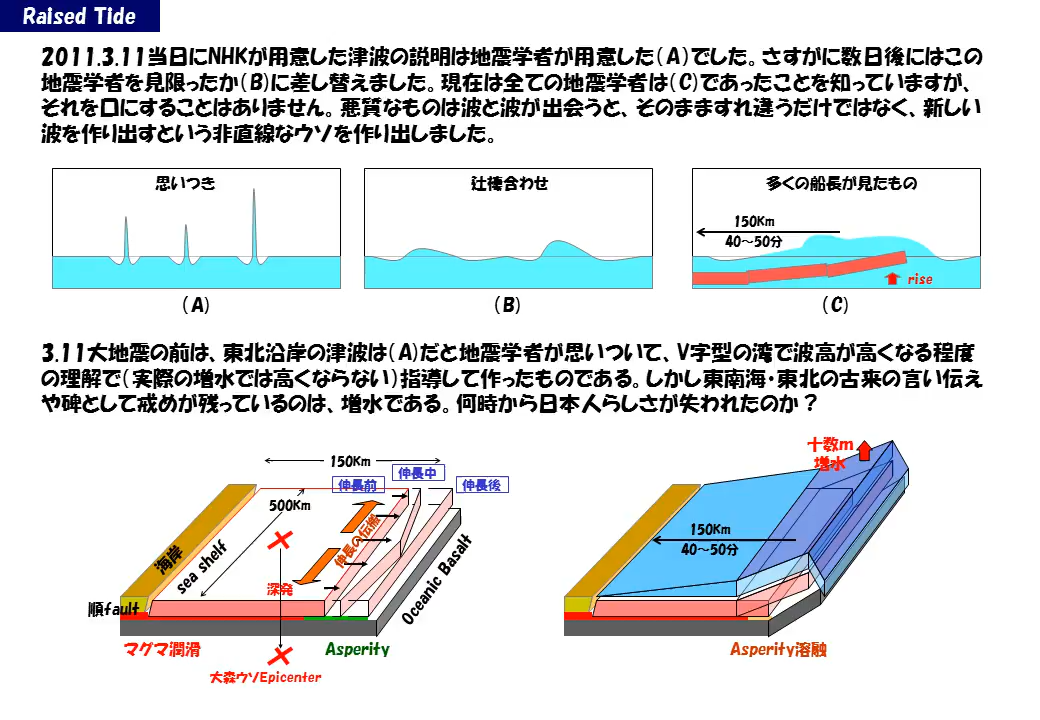 Raised Tide
2011.3.11当日にNHKが用意した津波の説明は地震学者が用意した(A)でした。さすがに数日後にはこの
地震学者を見限ったか(B)に差し替えました。現在は全ての地震学者は(C)であったことを知っていますが、
それを口にすることはありません。悪質なものは波と波が出会うと、そのまますれ違うだけではなく、新しい
波を作り出すという非直線なウソを作り出しました。
思いつき
辻褄合わせ
多くの船長が見たもの
150Km
40～50分
rise
(A)
(B)
(C)
3.11大地震の前は、東北沿岸の津波は(A)だと地震学者が思いついて、V字型の湾で波高が高くなる程度
の理解で(実際の増水では高くならない)指導して作ったものである。しかし東南海・東北の古来の言い伝え
や碑として戒めが残っているのは、増水である。何時から日本人らしさが失われたのか？
150Km
伸長前
伸長中
伸長後
500Km
伸長の伝搬
海岸
sea shelf
深発
Oceanic Basalt
順fault
マグマ潤滑
Asperity
大森ウソEpicenter
十数m
増水
150Km
40～50分
Asperity溶融